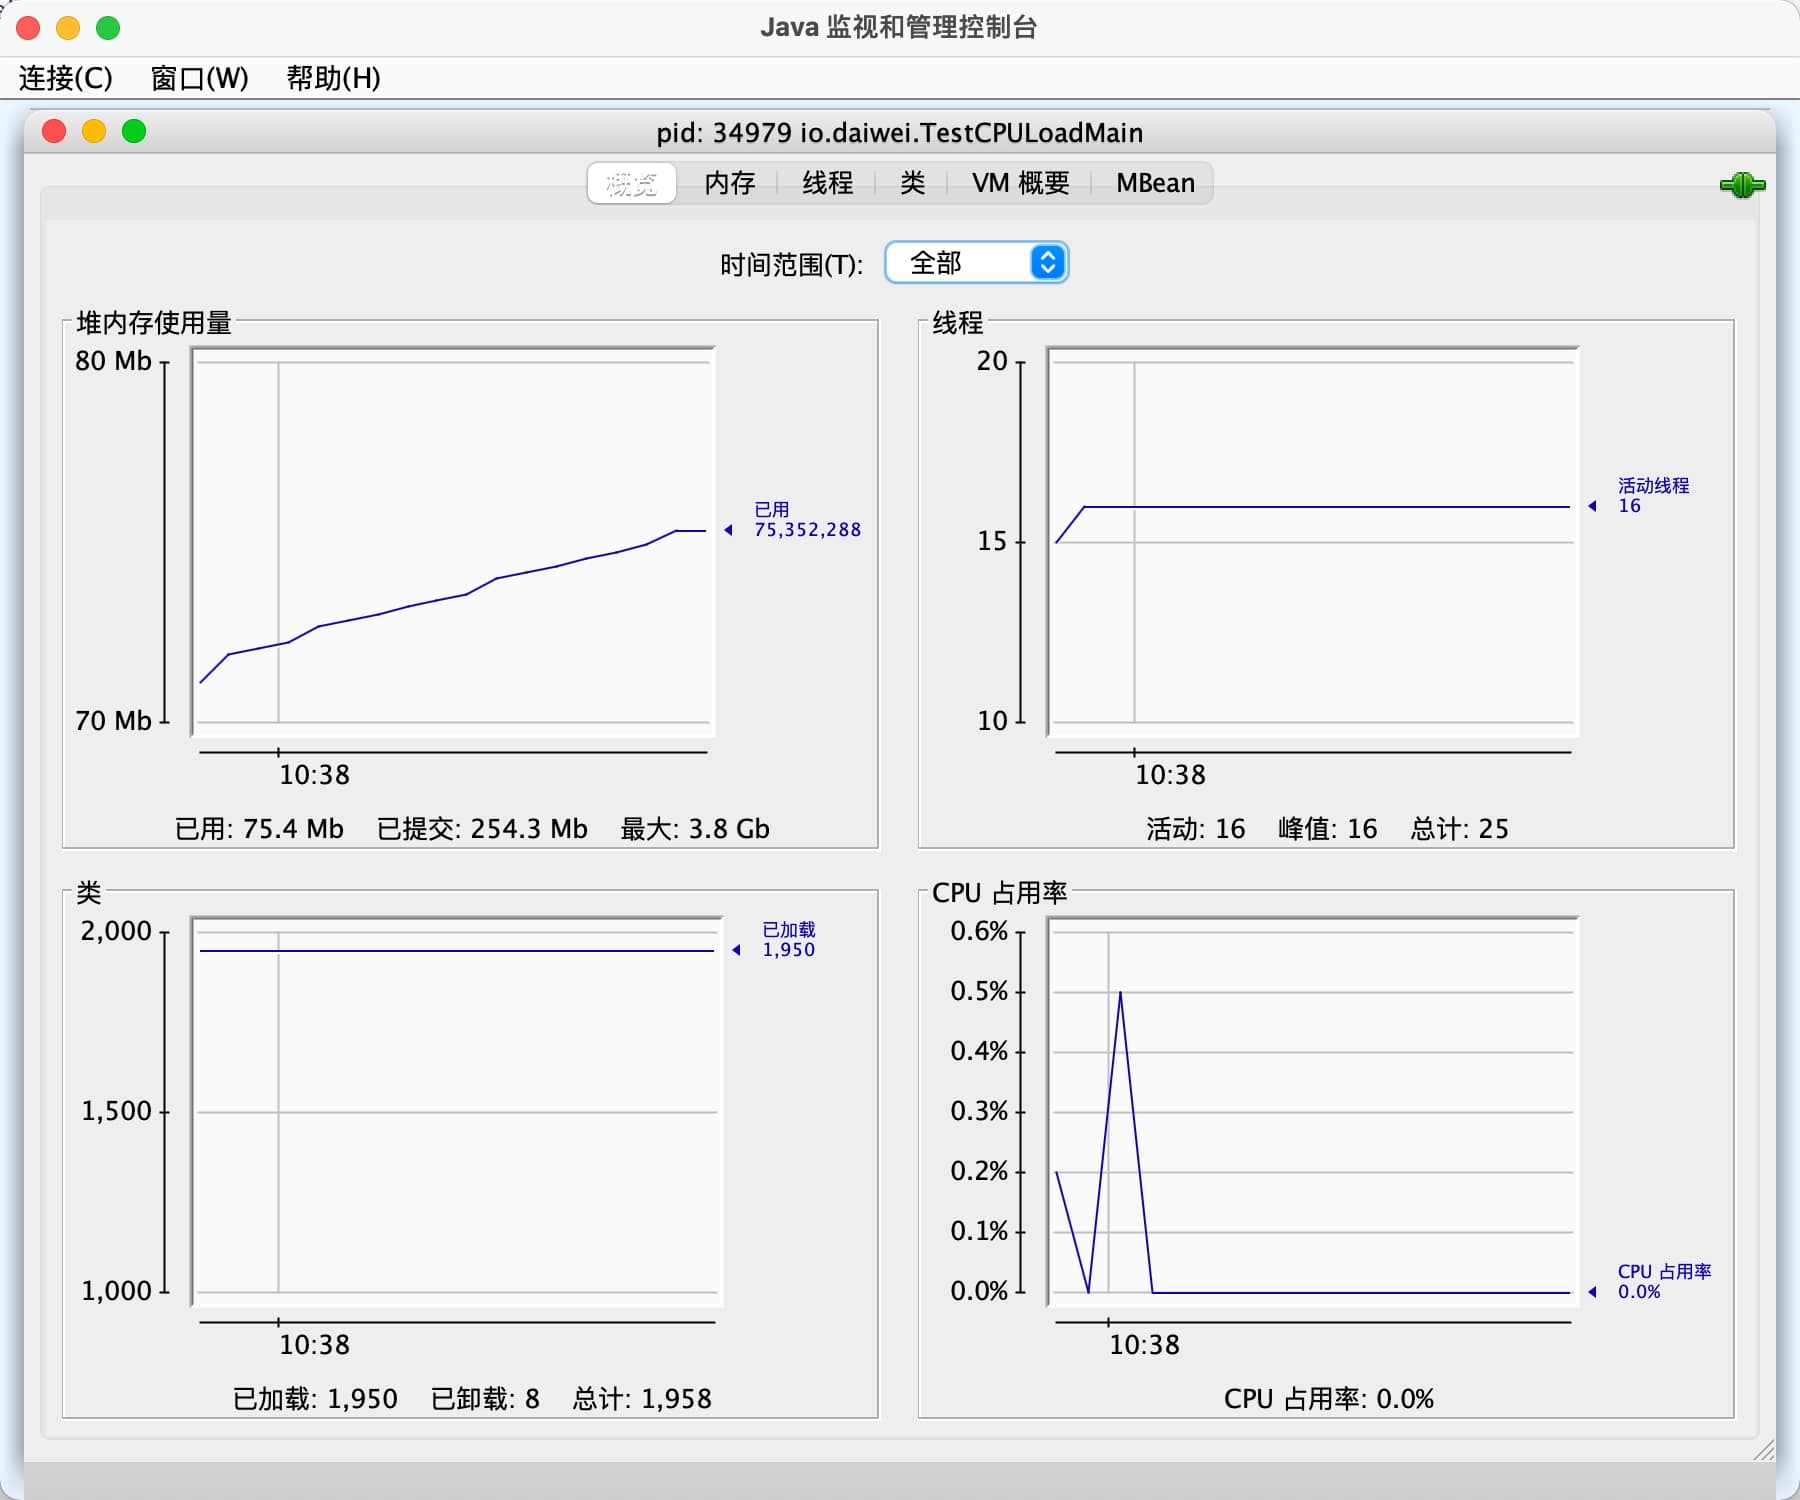 Java 监视和管理控制台
连接(C) 窗口(W) 帮助(H)
pid: 34979 io.daiwei.TestCPULoadMain
概览 内存 线程 类 VM 概要 MBean
时间范围(T): 全部
堆内存使用量
80 Mb
70 Mb
已用
75,352,288
10:38
已用: 75.4 Mb 已提交: 254.3 Mb 最大: 3.8 Gb
线程
20
15
10
活动线程
16
10:38
活动: 16 峰值: 16 总计: 25
类
2,000
1,500
1,000
已加载
1,950
10:38
已加载: 1,950 已卸载: 8 总计: 1,958
CPU 占用率
0.6%
0.5%
0.4%
0.3%
0.2%
0.1%
0.0%
CPU 占用率
0.0%
10:38
CPU 占用率: 0.0%